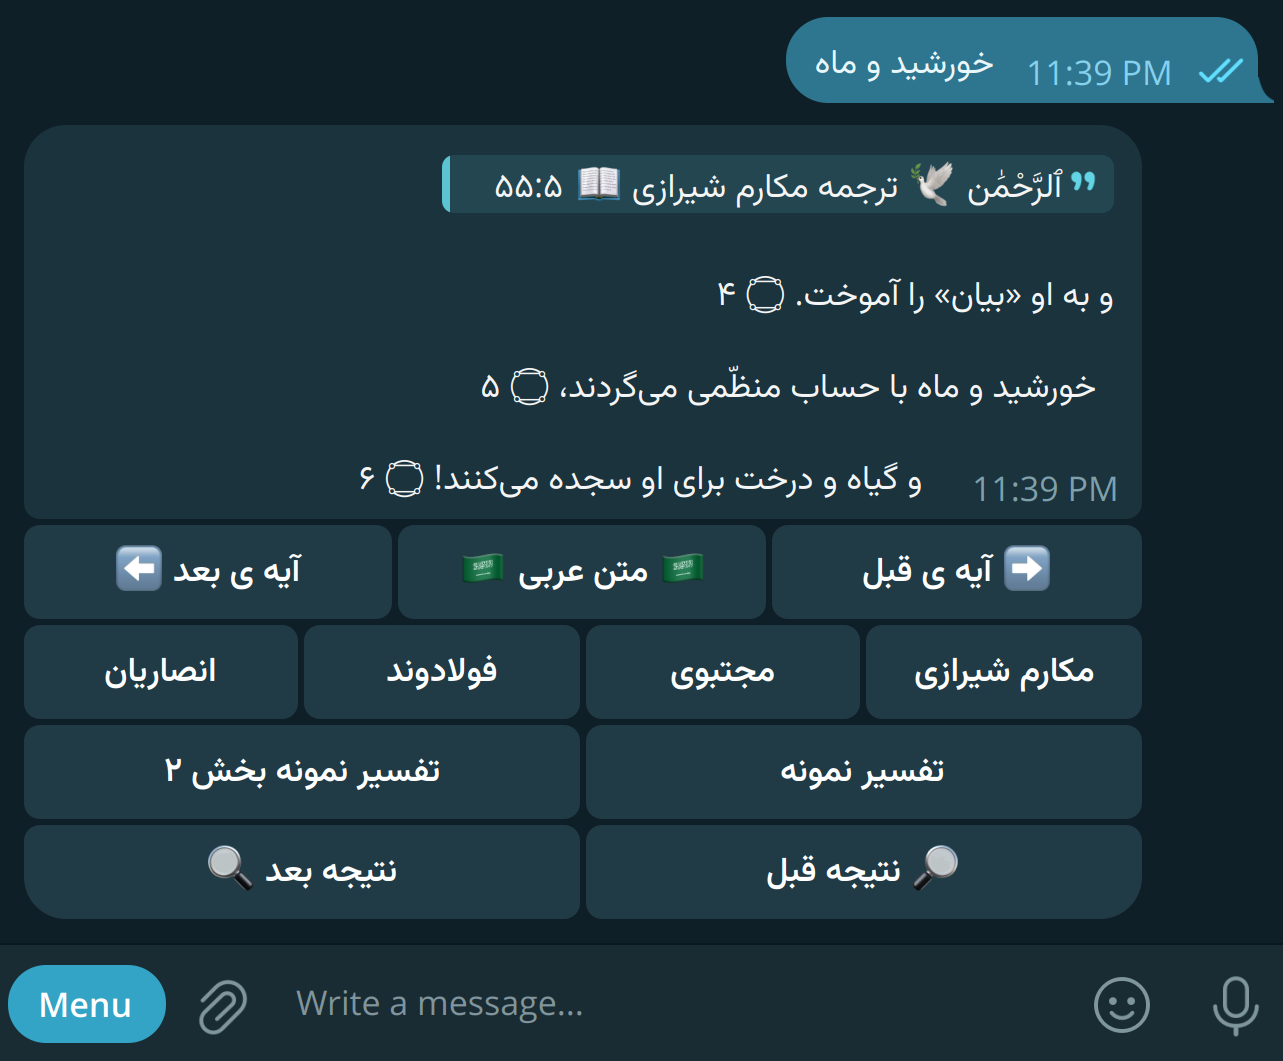 خورشید و ماه 11:39 PM
ٱلرَّحْمَٰن 🕊 ترجمه مکارم شیرازی 📖 ۵۵:۵
و به او «بیان» را آموخت. ۝ ۴
خورشید و ماه با حساب منظّمی می‌گردند، ۝ ۵
و گیاه و درخت برای او سجده می‌کنند! ۝ ۶ 11:39 PM
➡️ آیه ی قبل
🇸🇦 متن عربی 🇸🇦
آیه ی بعد ⬅️
مکارم شیرازی
مجتبوی
فولادوند
انصاریان
تفسیر نمونه
تفسیر نمونه بخش ۲
🔎 نتیجه قبل
نتیجه بعد 🔍
Menu
Write a message...